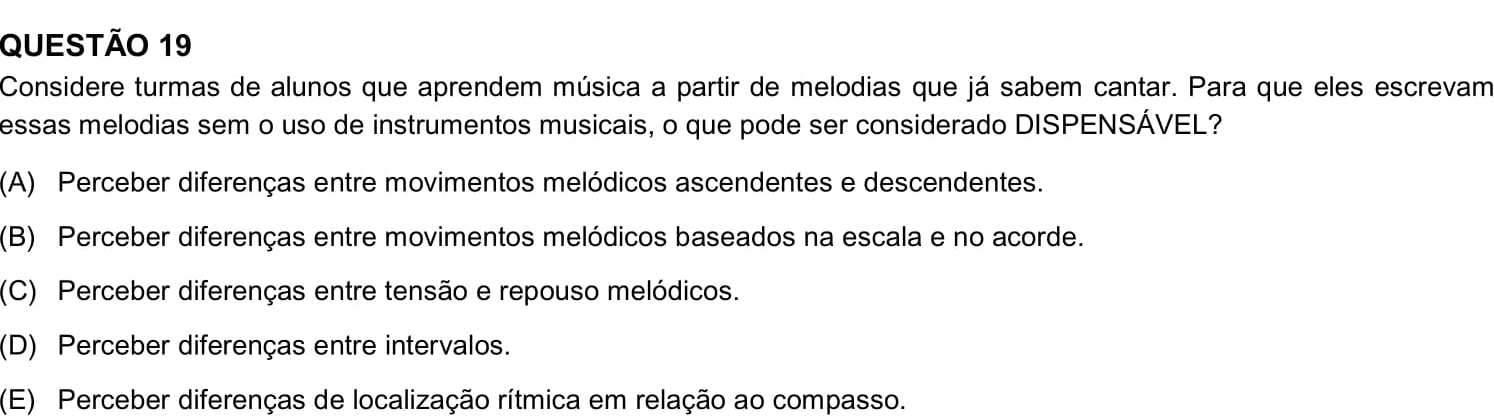 QUESTÃO 19
Considere turmas de alunos que aprendem música a partir de melodias que já sabem cantar. Para que eles escrevam
essas melodias sem o uso de instrumentos musicais, o que pode ser considerado DISPENSÁVEL?
(A) Perceber diferenças entre movimentos melódicos ascendentes e descendentes.
(B) Perceber diferenças entre movimentos melódicos baseados na escala e no acorde.
(C) Perceber diferenças entre tensão e repouso melódicos.
(D) Perceber diferenças entre intervalos.
(E) Perceber diferenças de localização rítmica em relação ao compasso.